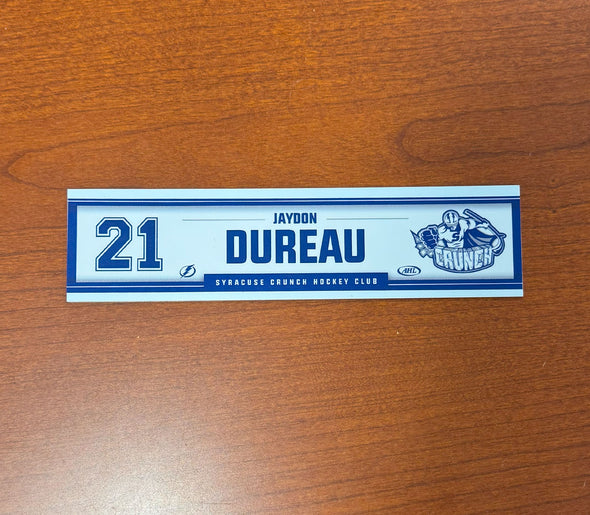 21
JAYDON
DUREAU
SYRACUSE CRUNCH HOCKEY CLUB
AHL
S
CRUNCH